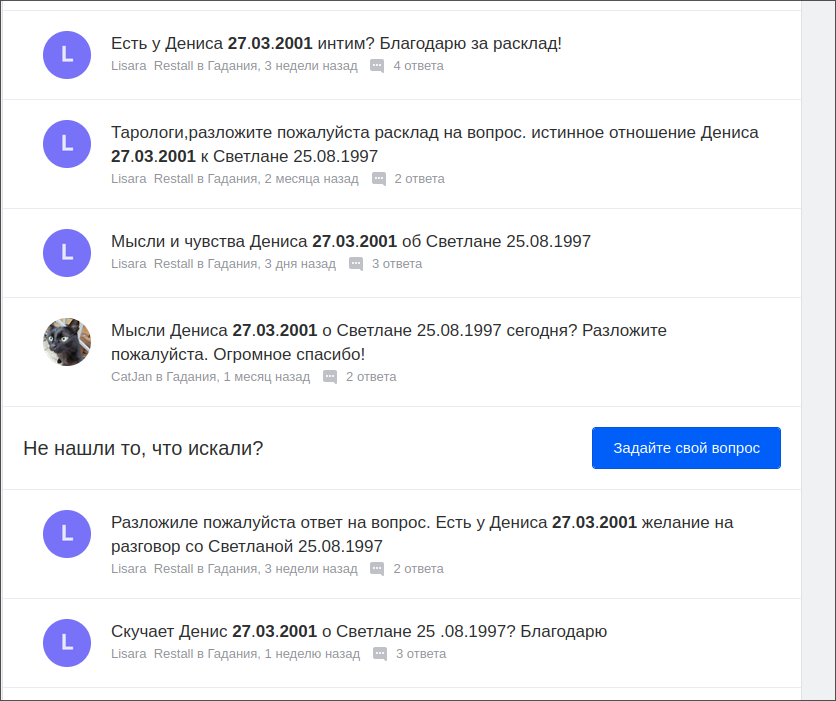 L
Есть у Дениса 27.03.2001 интим? Благодарю за расклад!
Lisara Restall в Гадания, 3 недели назад 4 ответа
L
Тарологи,разложите пожалуйста расклад на вопрос. истинное отношение Дениса
27.03.2001 к Светлане 25.08.1997
Lisara Restall в Гадания, 2 месяца назад 2 ответа
L
Мысли и чувства Дениса 27.03.2001 об Светлане 25.08.1997
Lisara Restall в Гадания, 3 дня назад 3 ответа
Мысли Дениса 27.03.2001 о Светлане 25.08.1997 сегодня? Разложите
пожалуйста. Огромное спасибо!
CatJan в Гадания, 1 месяц назад 2 ответа
Не нашли то, что искали? Задайте свой вопрос
L
Разложиле пожалуйста ответ на вопрос. Есть у Дениса 27.03.2001 желание на
разговор со Светланой 25.08.1997
Lisara Restall в Гадания, 3 недели назад 2 ответа
L
Скучает Денис 27.03.2001 о Светлане 25 .08.1997? Благодарю
Lisara Restall в Гадания, 1 неделю назад 3 ответа